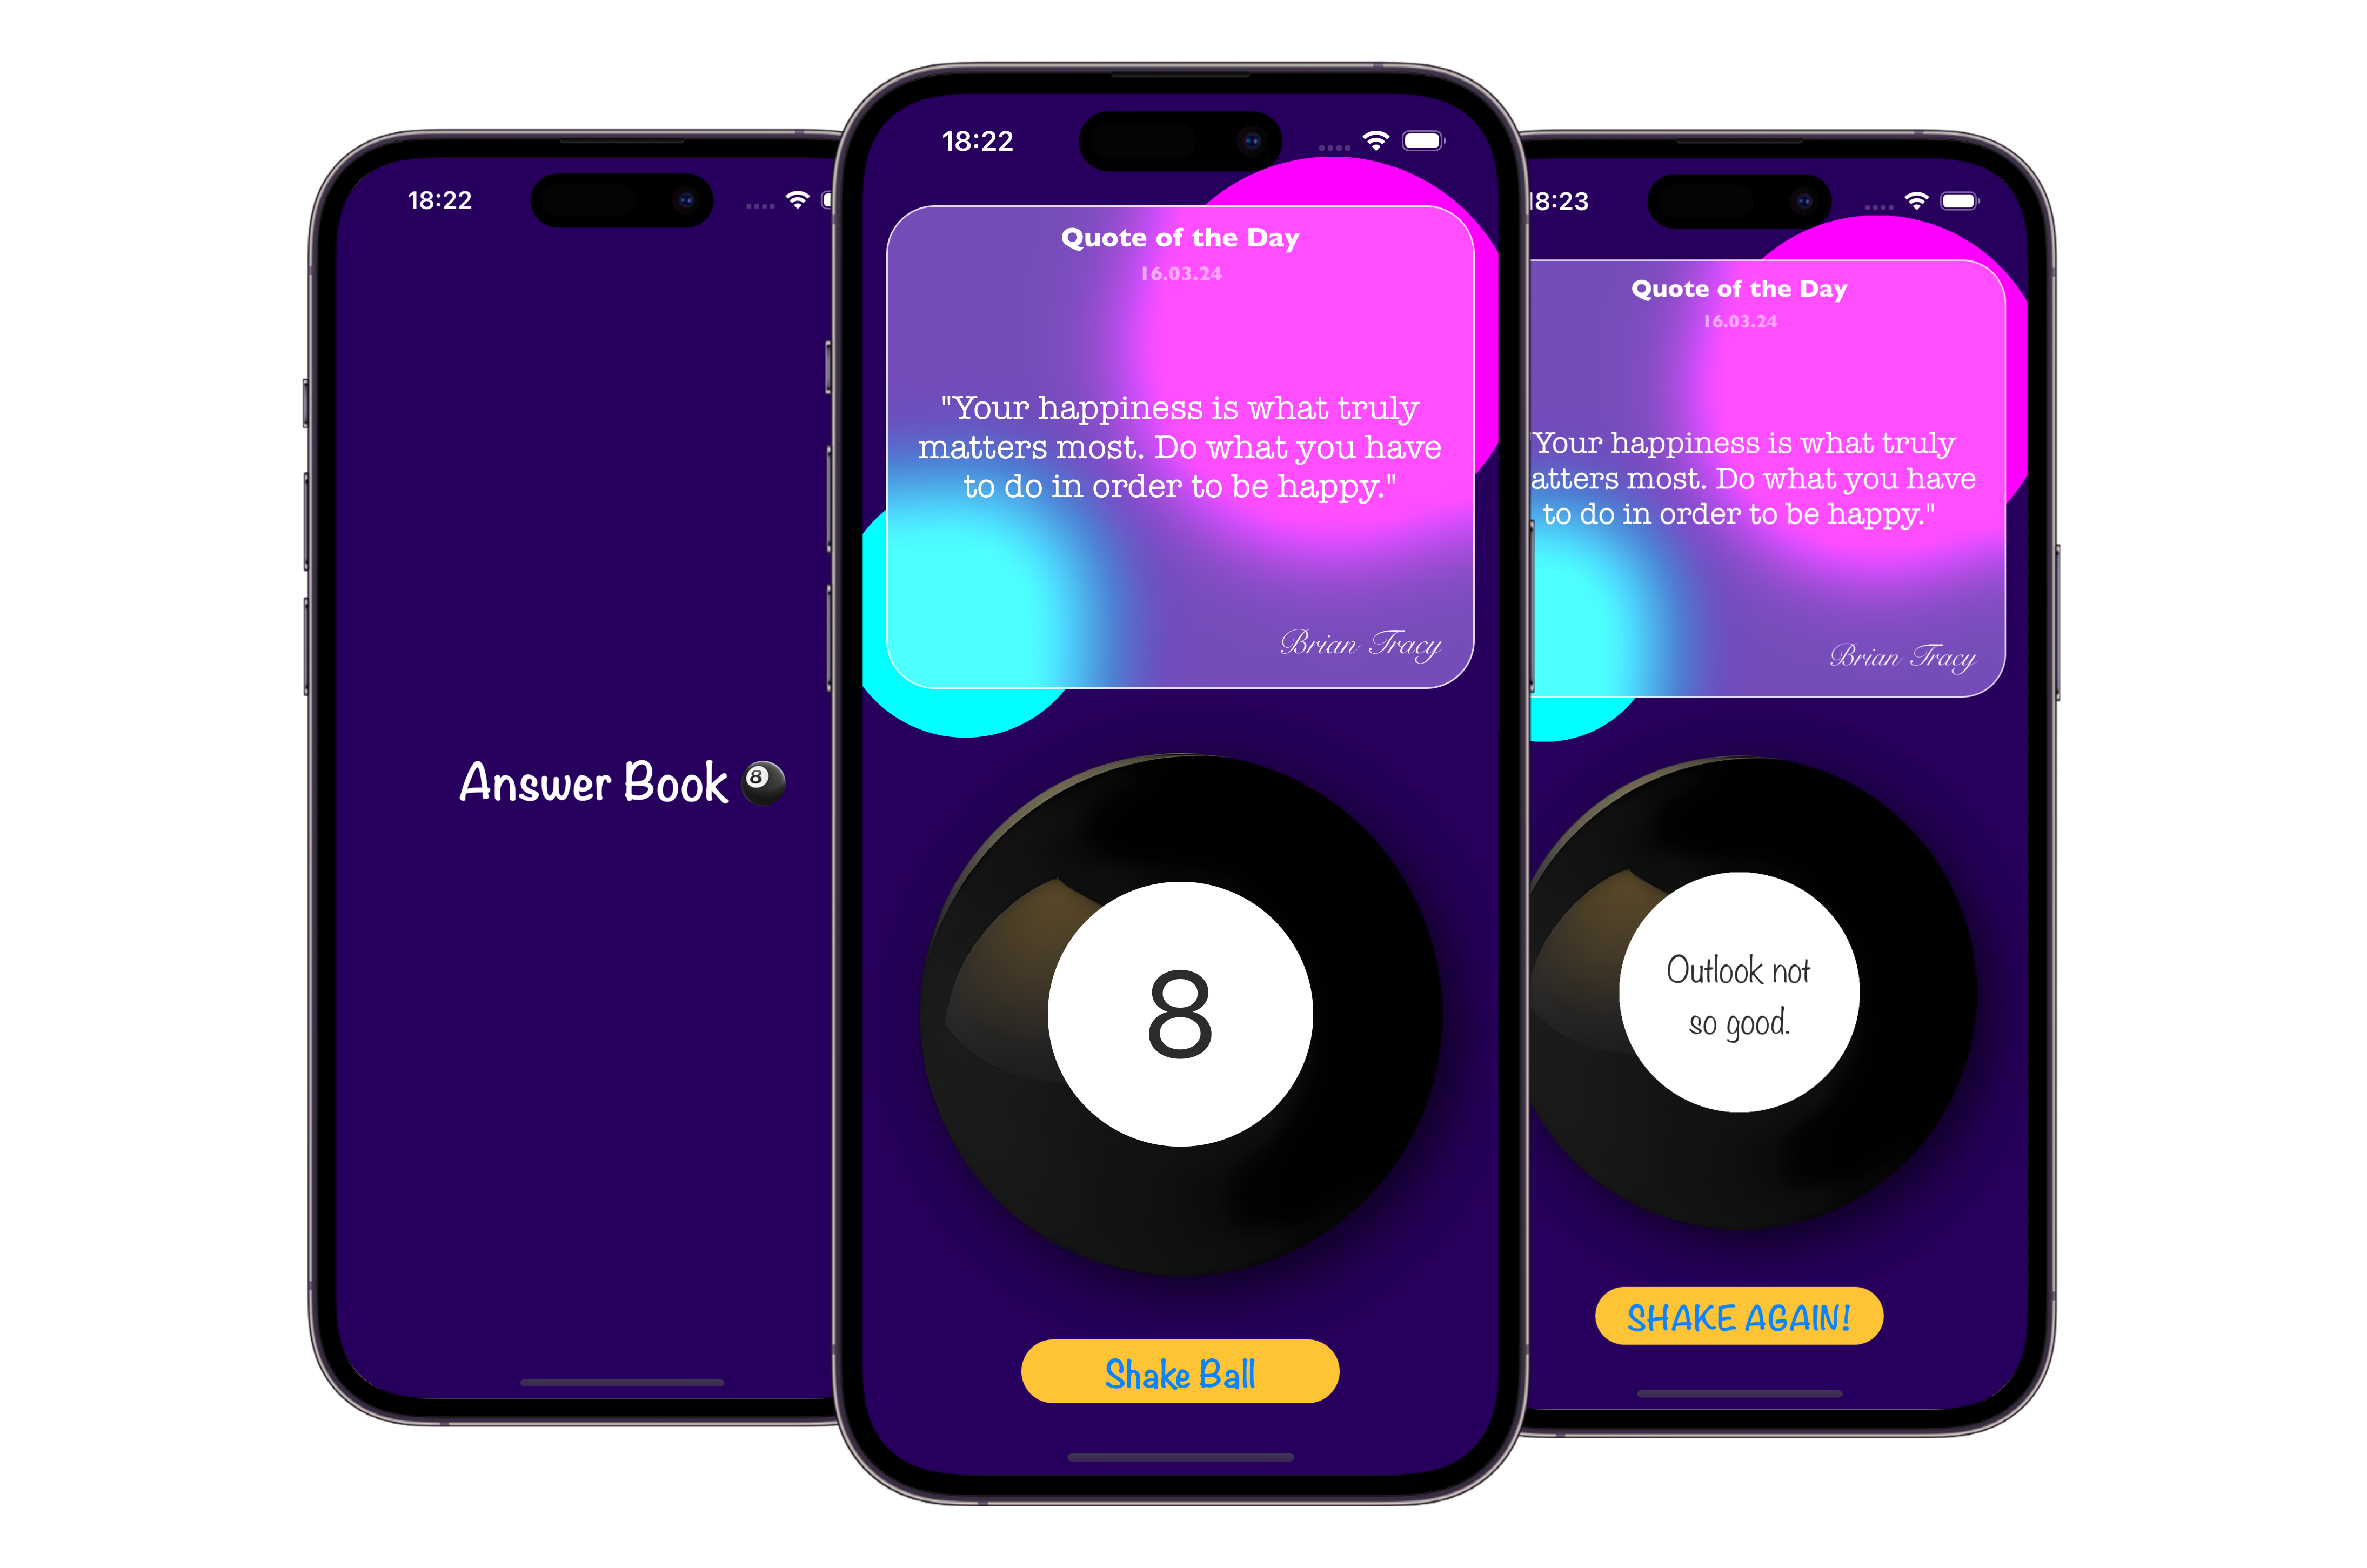 18:22
Answer Book 8
18:22
Quote of the Day
16.03.24
"Your happiness is what truly
matters most. Do what you have
to do in order to be happy."
Brian Tracy
8
Shake Ball
18:23
Quote of the Day
16.03.24
Your happiness is what truly
atters most. Do what you have
to do in order to be happy."
Brian Tracy
Outlook not
so good.
SHAKE AGAIN!